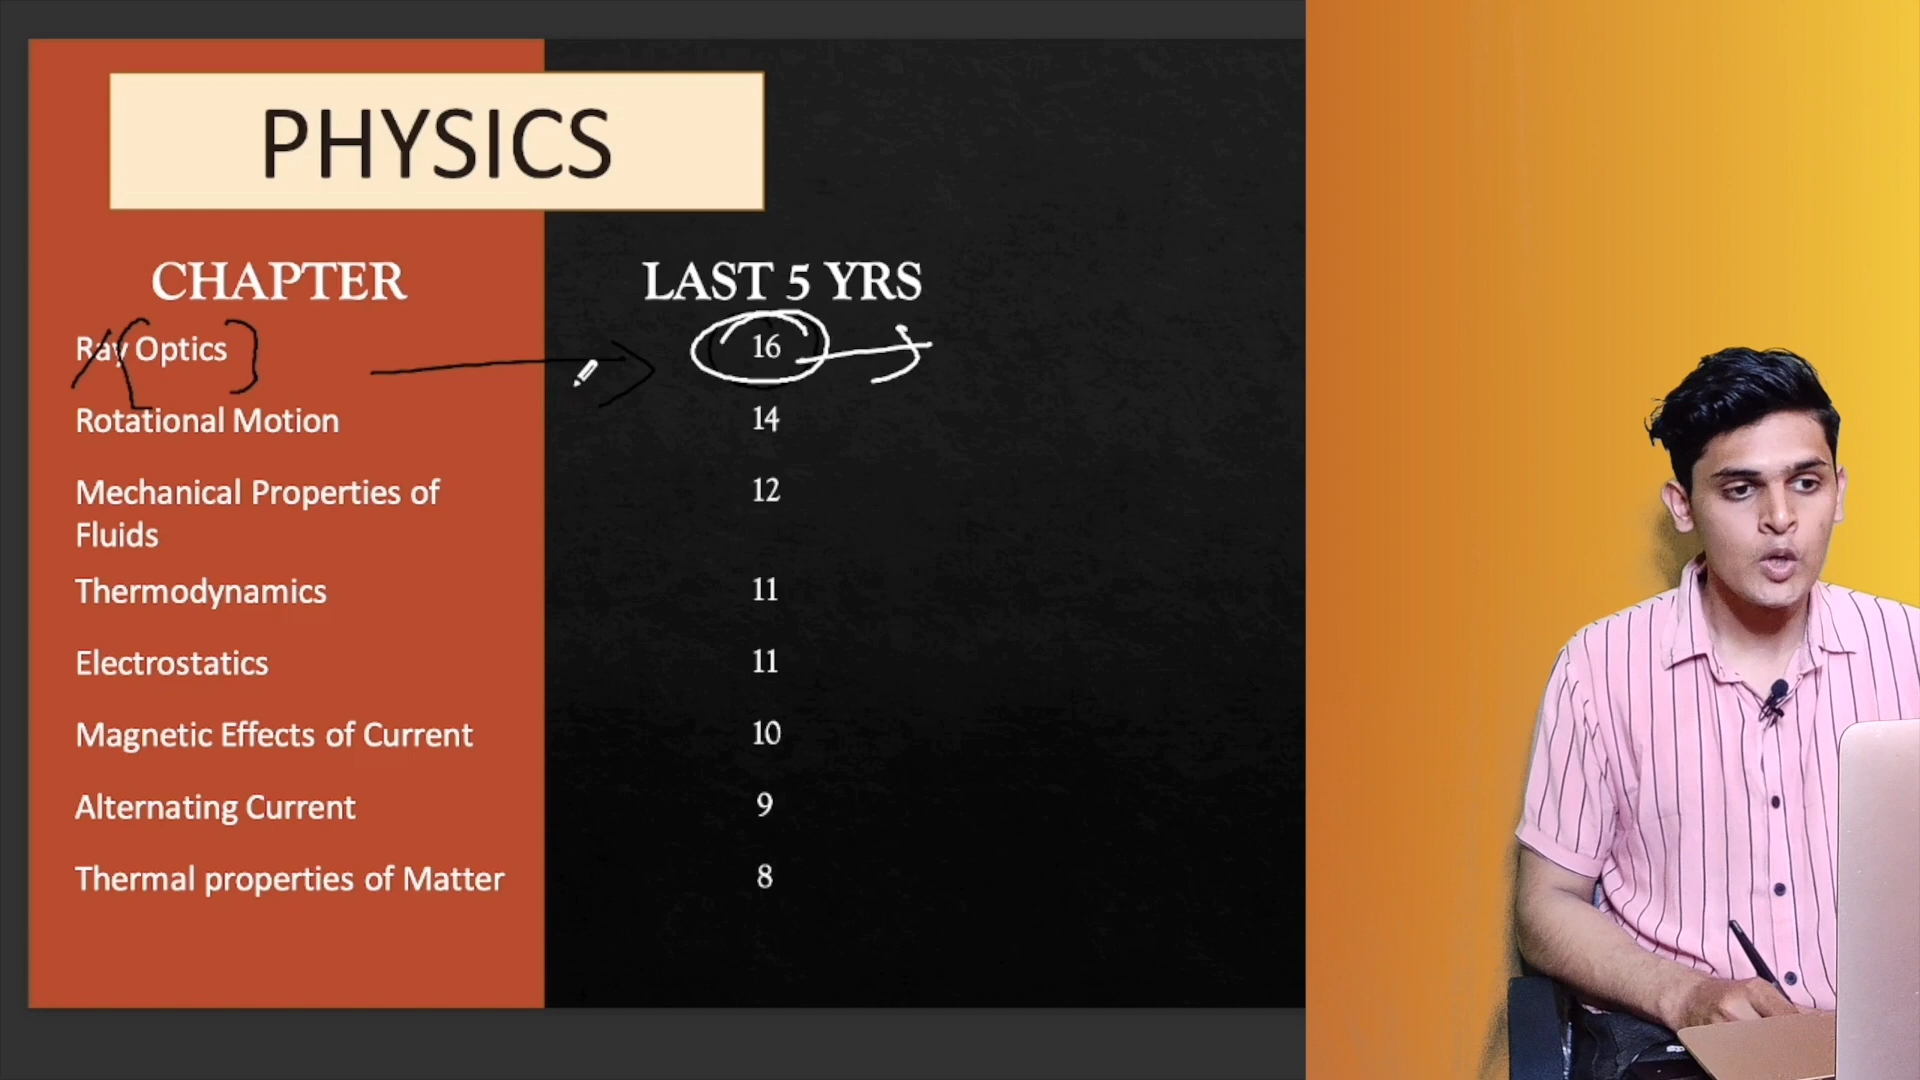 PHYSICS
CHAPTER LAST 5 YRS
Ray Optics 16
Rotational Motion 14
Mechanical Properties of 12
Fluids
Thermodynamics 11
Electrostatics 11
Magnetic Effects of Current 10
Alternating Current 9
Thermal properties of Matter 8